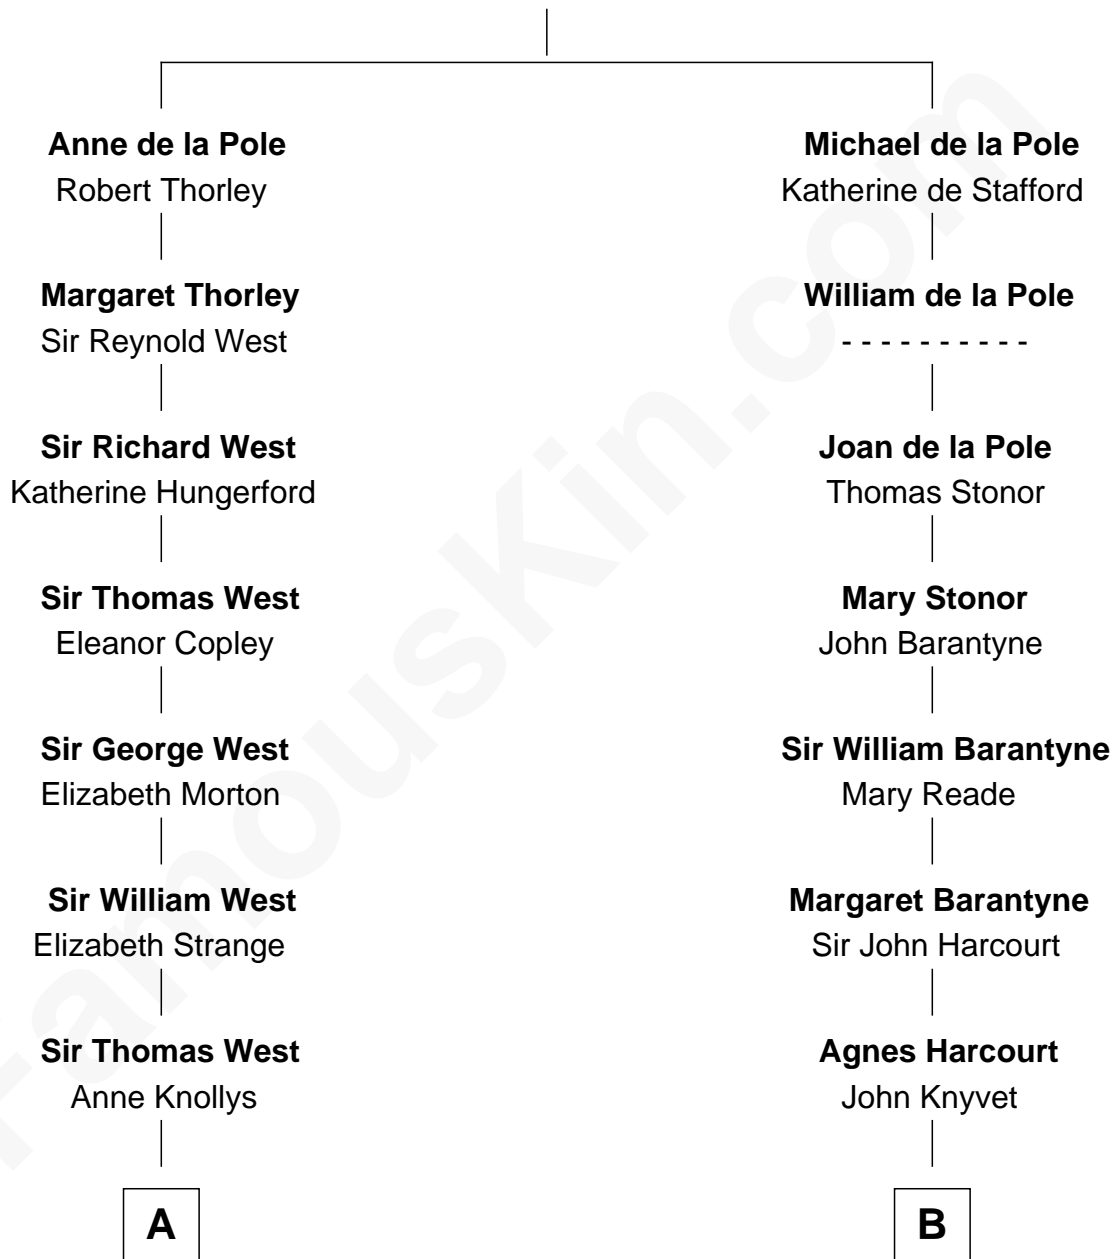 Anne de la Pole
Robert Thorley
Margaret Thorley
Sir Reynold West
Sir Richard West
Katherine Hungerford
Sir Thomas West
Eleanor Copley
Sir George West
Elizabeth Morton
Sir William West
Elizabeth Strange
Sir Thomas West
Anne Knollys
A
Michael de la Pole
Katherine de Stafford
William de la Pole
- - - - - - - - - -
Joan de la Pole
Thomas Stonor
Mary Stonor
John Barantyne
Sir William Barantyne
Mary Reade
Margaret Barantyne
Sir John Harcourt
Agnes Harcourt
John Knyvet
B
FamousKin.com